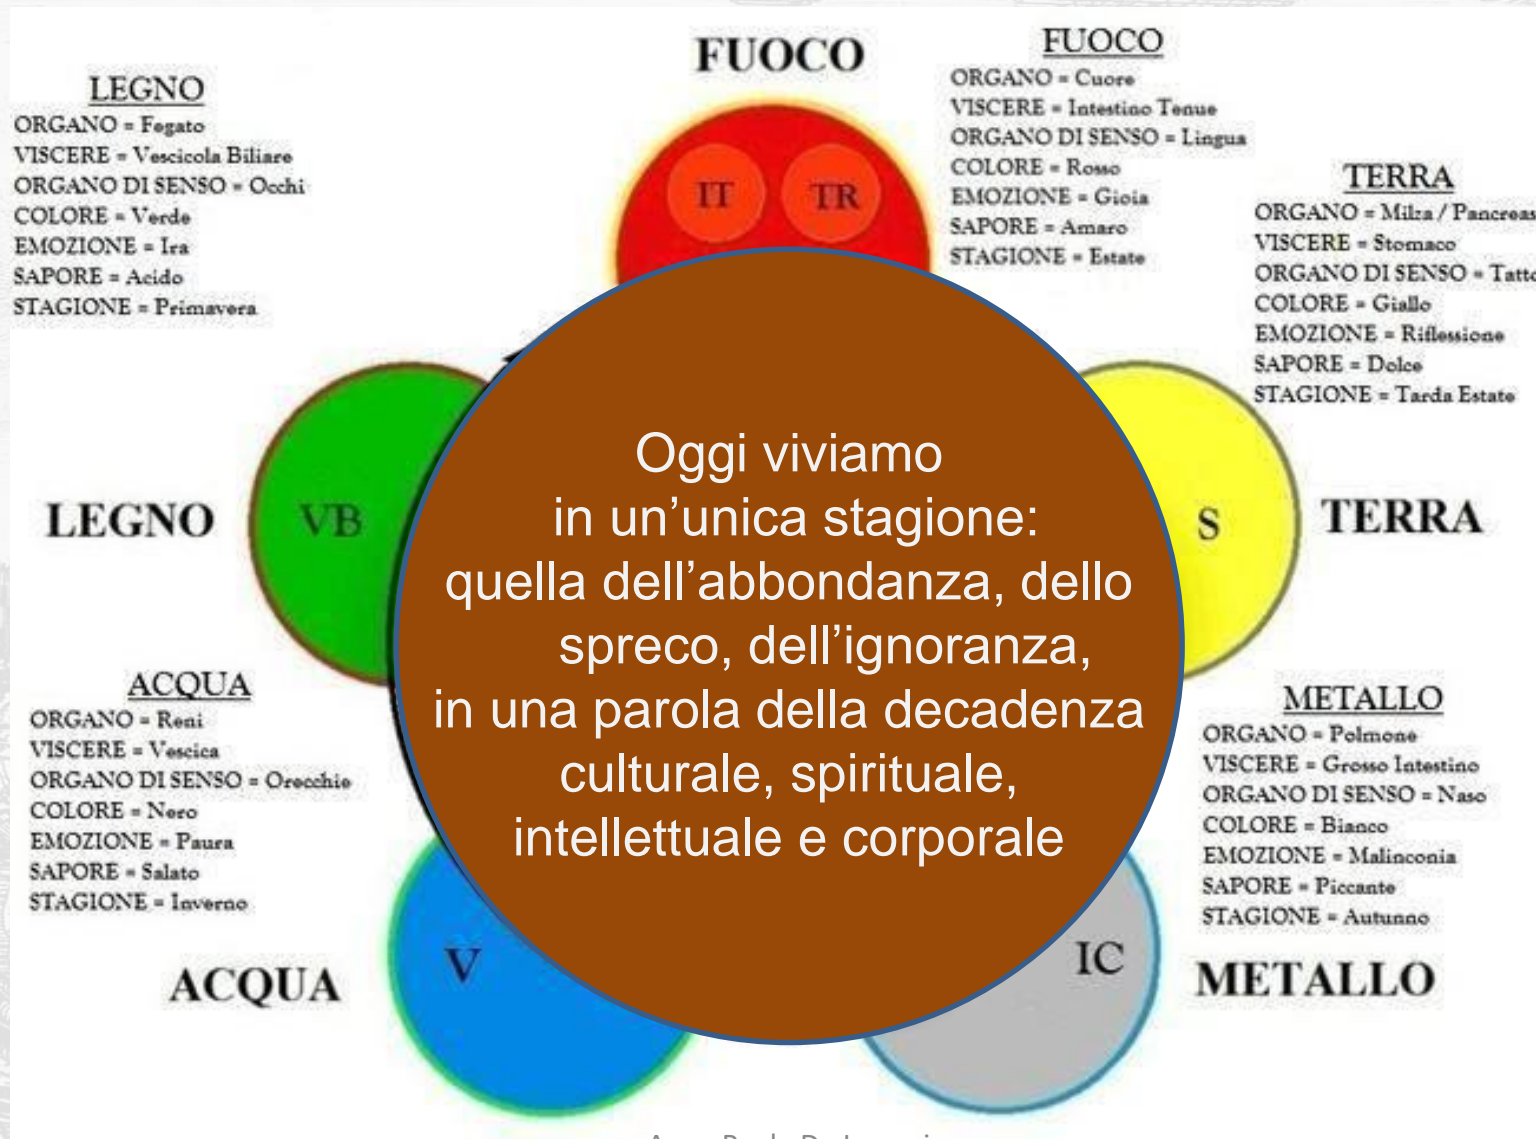 FUOCO
LEGNO
ORGANO = Fegato
VISCERE = Vescicola Biliare
ORGANO DI SENSO = Occhi
COLORE = Verde
EMOZIONE = Ira
SAPORE = Acido
STAGIONE = Primavera
FUOCO
ORGANO = Cuore
VISCERE = Intestino Tenue
ORGANO DI SENSO = Lingua
COLORE = Rosso
EMOZIONE = Gioia
SAPORE = Amaro
STAGIONE = Estate
IT TR
TERRA
ORGANO = Milza / Pancreas
VISCERE = Stomaco
ORGANO DI SENSO = Tatto
COLORE = Giallo
EMOZIONE = Riflessione
SAPORE = Dolce
STAGIONE = Tarda Estate
LEGNO
VB
Oggi viviamo
in un’unica stagione:
quella dell’abbondanza, dello
spreco, dell’ignoranza,
in una parola della decadenza
culturale, spirituale,
intellettuale e corporale
S
TERRA
ACQUA
ORGANO = Reni
VISCERE = Vescica
ORGANO DI SENSO = Orecchie
COLORE = Nero
EMOZIONE = Paura
SAPORE = Salato
STAGIONE = Inverno
METALLO
ORGANO = Polmone
VISCERE = Grosso Intestino
ORGANO DI SENSO = Naso
COLORE = Bianco
EMOZIONE = Malinconia
SAPORE = Piccante
STAGIONE = Autunno
ACQUA
V
IC
METALLO